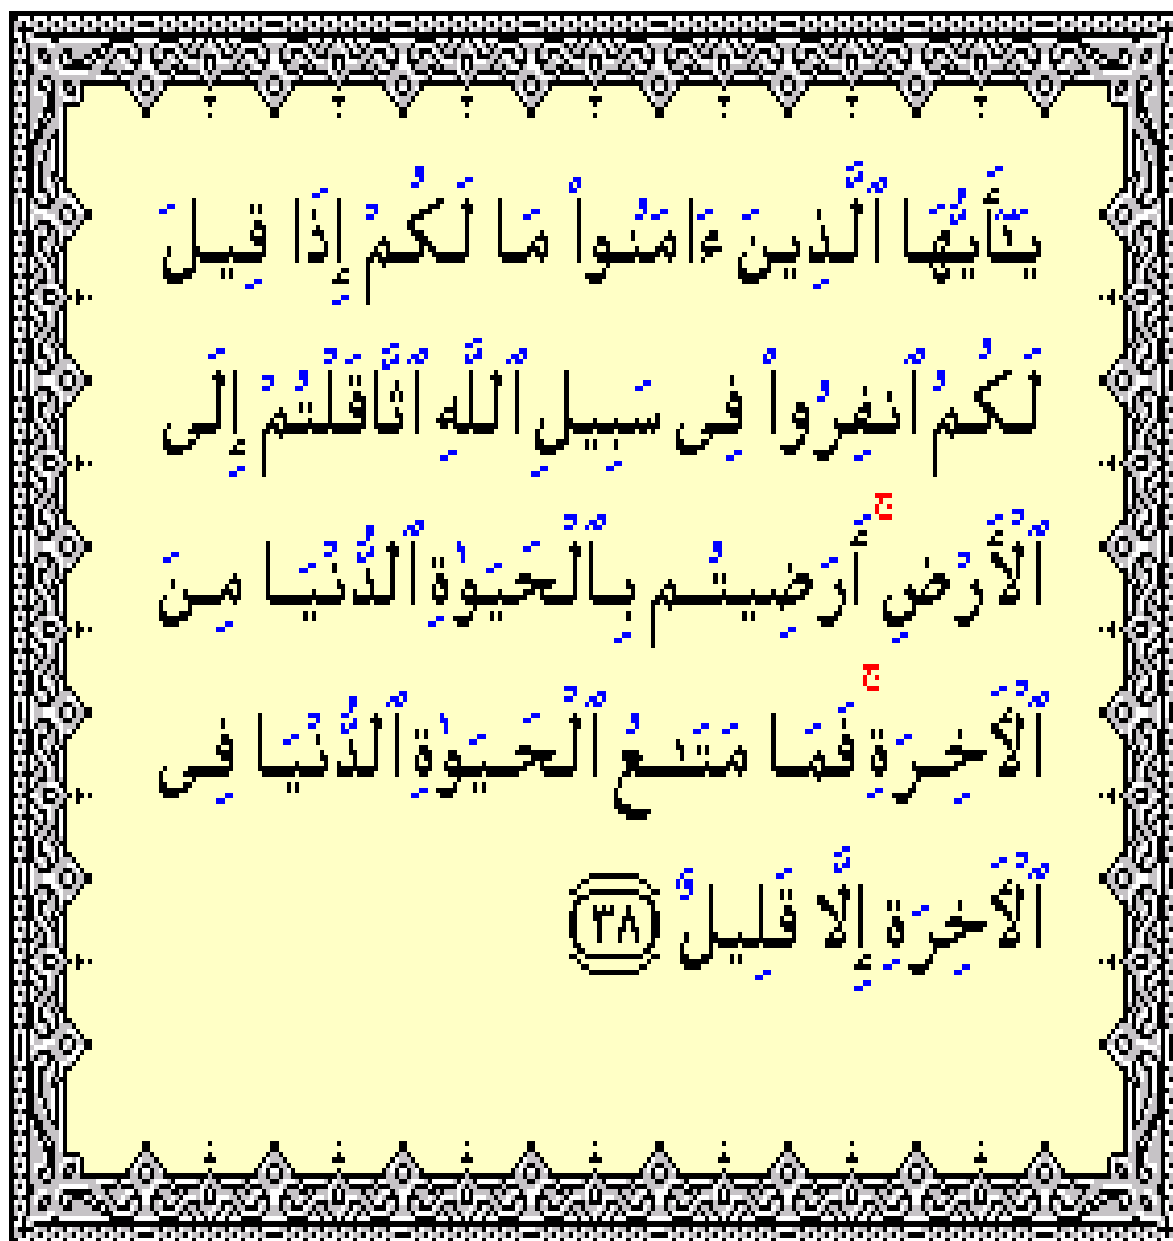 يَـٰٓأَيُّهَا ٱلَّذِينَ ءَامَنُوا۟ مَا لَكُمْ إِذَا قِيلَ
لَكُمُ ٱنفِرُوا۟ فِى سَبِيلِ ٱللَّهِ ٱثَّاقَلْتُمْ إِلَى
ٱلْأَرْضِ ۚ أَرَضِيتُم بِٱلْحَيَوٰةِ ٱلدُّنْيَا مِنَ
ٱلْـَٔاخِرَةِ ۚ فَمَا مَتَـٰعُ ٱلْحَيَوٰةِ ٱلدُّنْيَا فِى
ٱلْـَٔاخِرَةِ إِلَّا قَلِيلٌ ٣٨